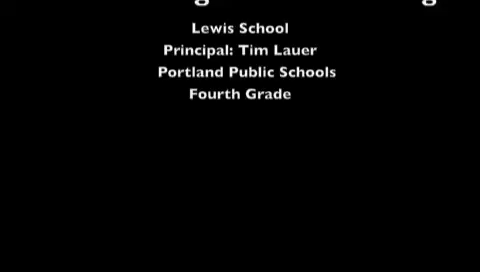 Lewis School
Principal: Tim Lauer
Portland Public Schools
Fourth Grade